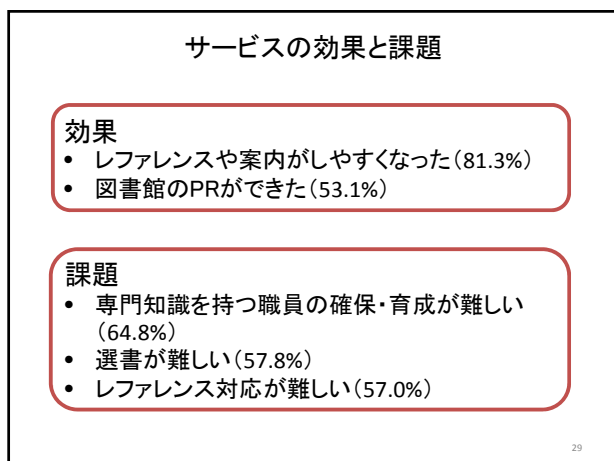 サービスの効果と課題
効果
• レファレンスや案内がしやすくなった(81.3%)
• 図書館のPRができた(53.1%)
課題
• 専門知識を持つ職員の確保・育成が難しい
(64.8%)
• 選書が難しい(57.8%)
• レファレンス対応が難しい(57.0%)
29